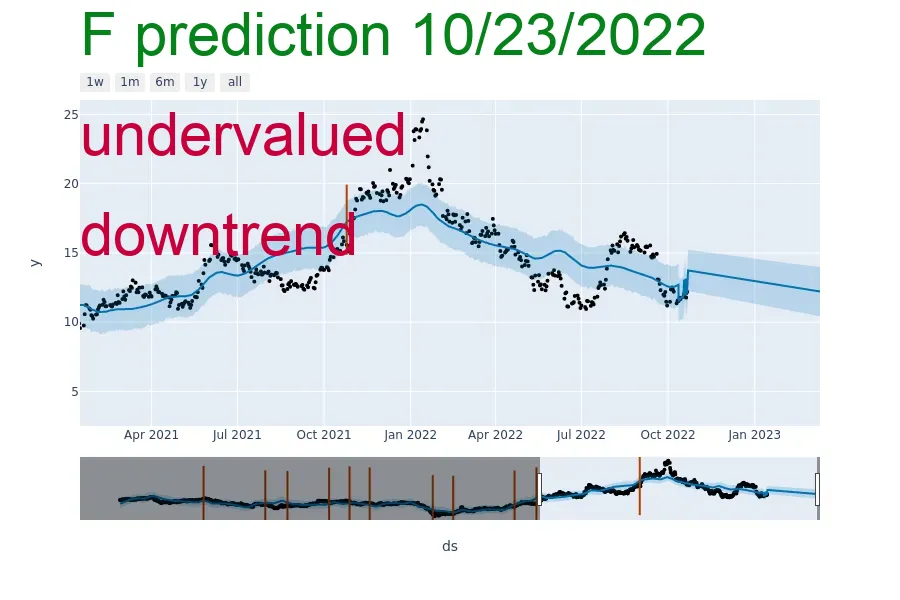 F prediction 10/23/2022
1w 1m 6m 1y all
25
undervalued
20
downtrend
15
y
10
5
Apr 2021 Jul 2021 Oct 2021 Jan 2022 Apr 2022 Jul 2022 Oct 2022 Jan 2023
ds